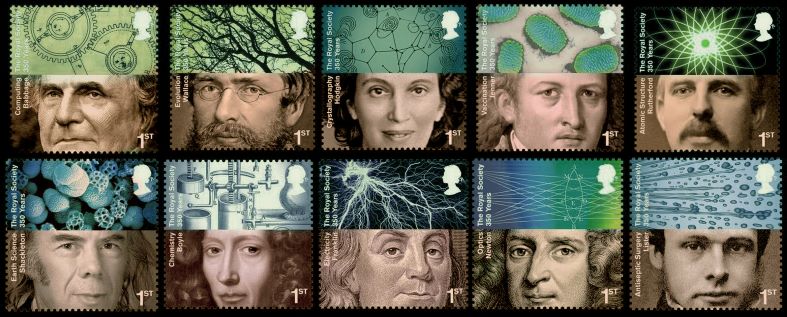 The Royal Society
350 Years
Computing
Babbage
1ST
The Royal Society
350 Years
Evolution
Wallace
1ST
The Royal Society
350 Years
Crystallography
Hodgkin
1ST
The Royal Society
350 Years
Vaccination
Jenner
1ST
The Royal Society
350 Years
Atomic Structure
Rutherford
1ST
The Royal Society
350 Years
Earth Science
Shackleton
1ST
The Royal Society
350 Years
Chemistry
Boyle
1ST
The Royal Society
350 Years
Electricity
Franklin
1ST
The Royal Society
350 Years
Optics
Newton
1ST
The Royal Society
350 Years
Antiseptic Surgery
Lister
1ST